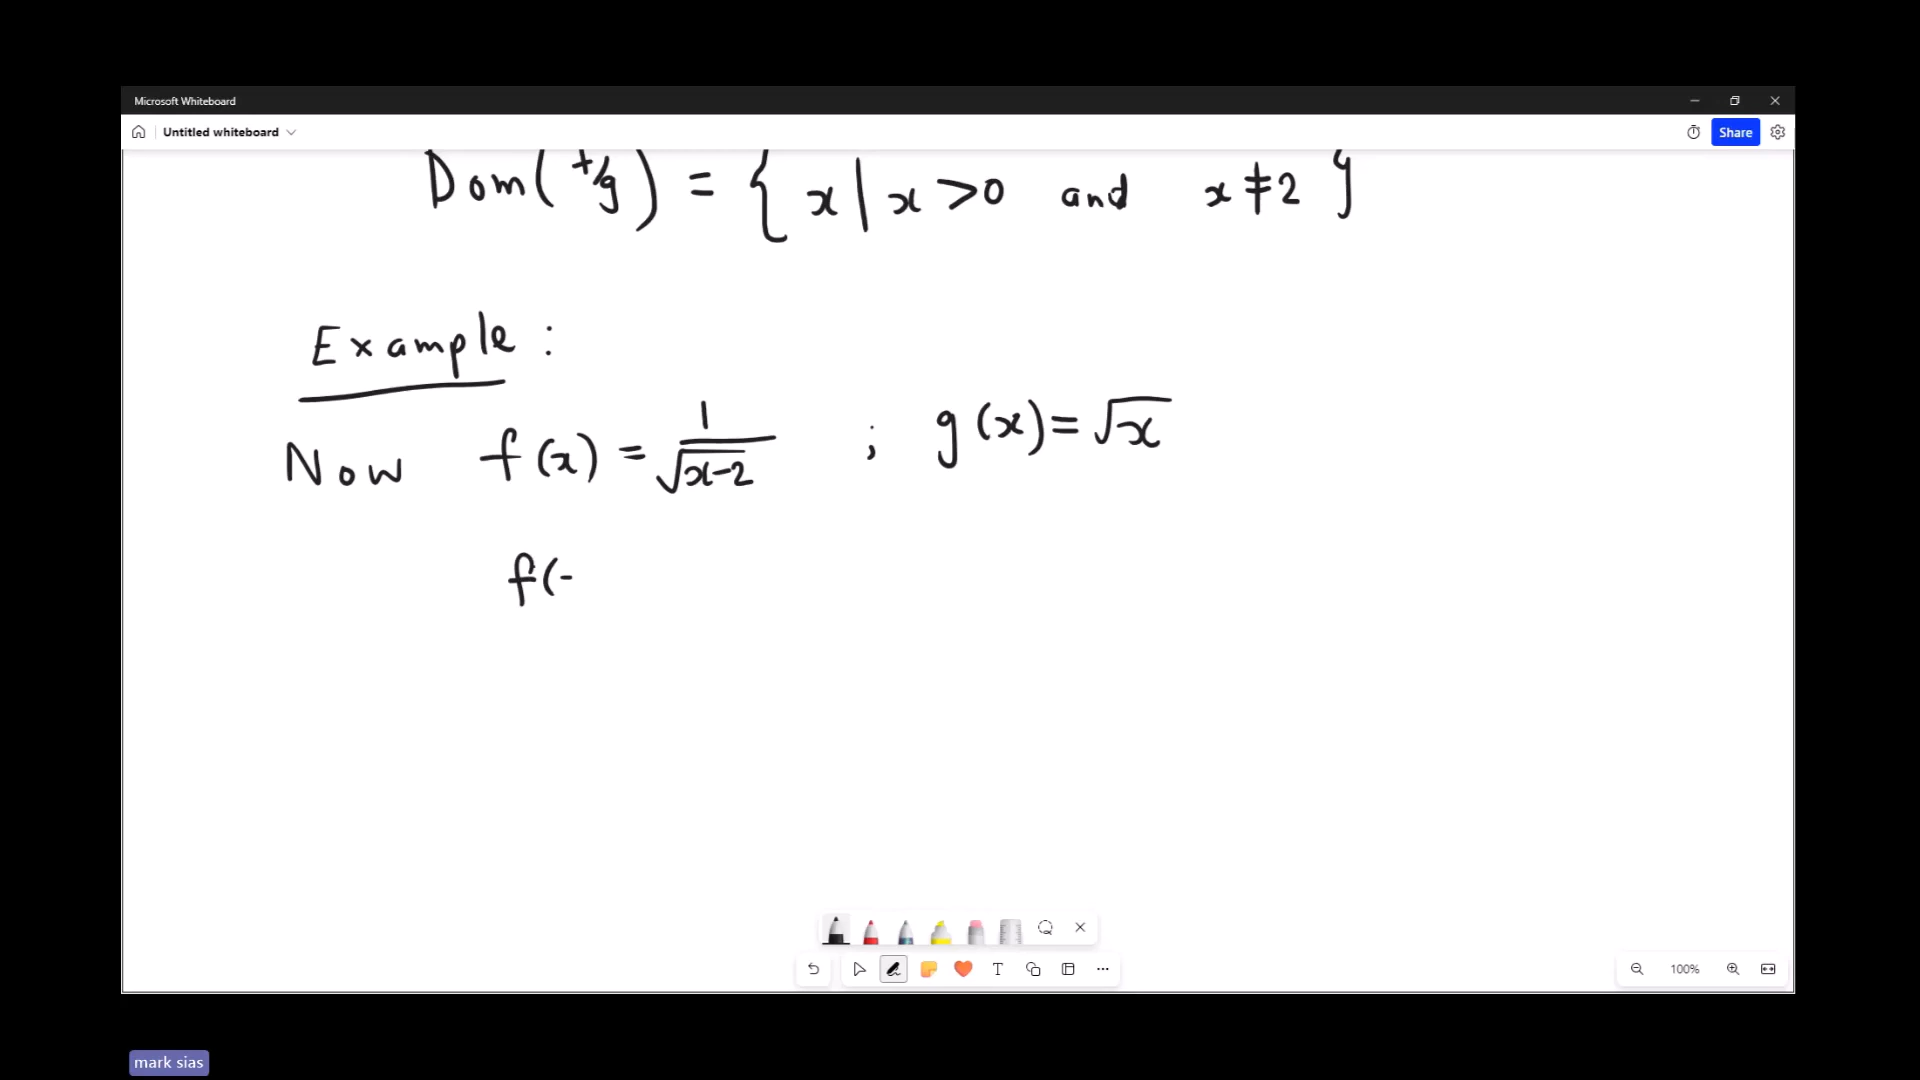 Microsoft Whiteboard
Untitled whiteboard
Share
Dom(f/g) = { x | x > 0 and x ≠ 2 }
Example :
Now f(x) = 1/√(x-2) ; g(x) = √x
f(-
100%
mark sias